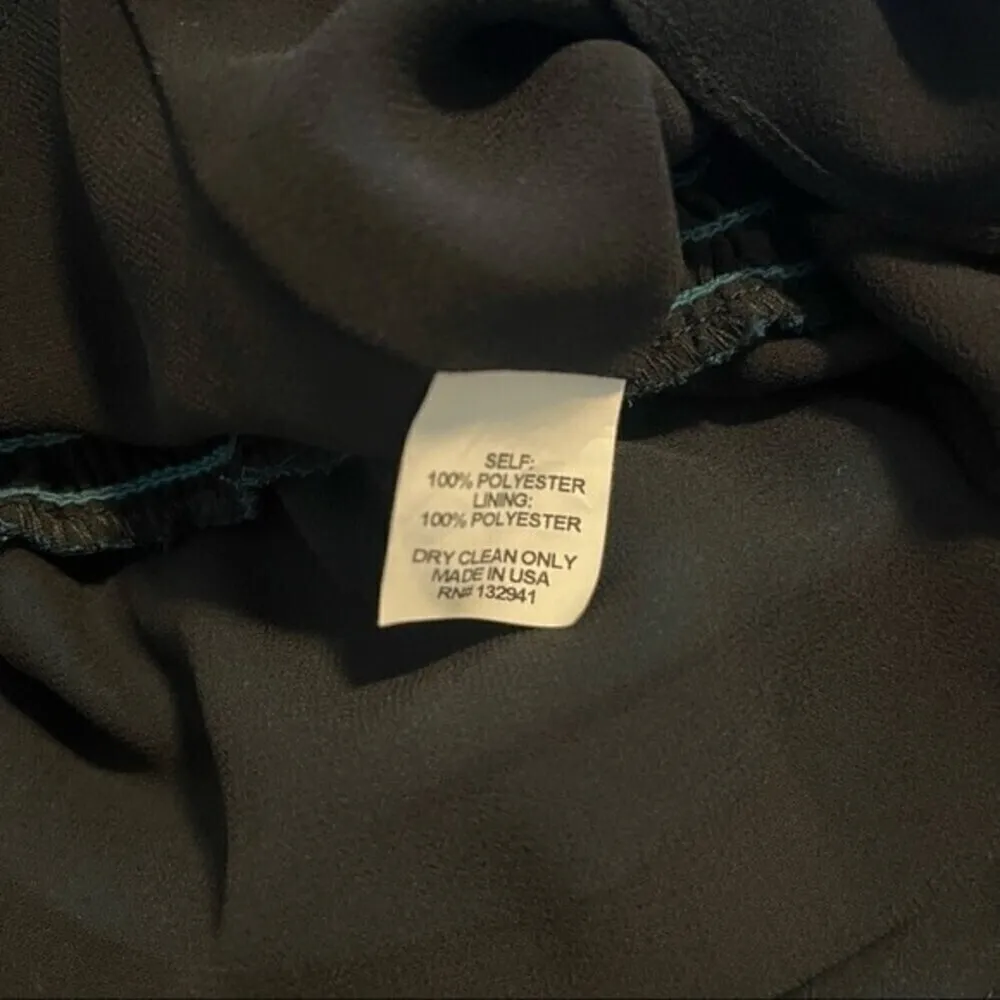 SELF:
100% POLYESTER
LINING:
100% POLYESTER
DRY CLEAN ONLY
MADE IN USA
RN# 132941